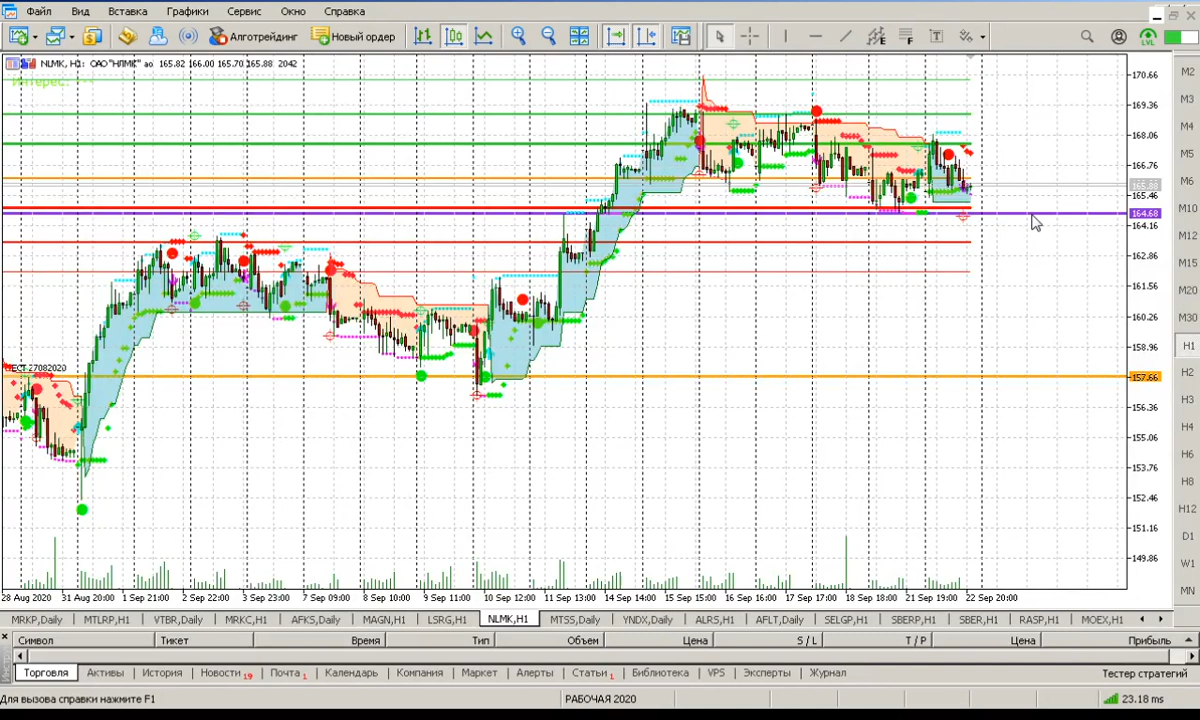 Файл Вид Вставка Графики Сервис Окно Справка
Алготрейдинг Новый ордер LVL
NLMK, H1: ОАО "НЛМК" ао 165.82 166.00 165.70 165.88 2042
Интерес: ---
170.66
169.36
168.06
166.76
165.88
165.46
164.68
164.16
162.86
161.56
160.26
158.96
157.66
156.36
155.06
153.76
152.46
151.16
149.86
27082020
M2
M3
M4
M5
M6
M10
M12
M15
M20
M30
H1
H2
H3
H4
H6
H8
H12
D1
W1
MN
28 Aug 2020 31 Aug 20:00 1 Sep 21:00 2 Sep 22:00 3 Sep 23:00 7 Sep 09:00 8 Sep 10:00 9 Sep 11:00 10 Sep 12:00 11 Sep 13:00 14 Sep 14:00 15 Sep 15:00 16 Sep 16:00 17 Sep 17:00 18 Sep 18:00 21 Sep 19:00 22 Sep 20:00
MRKP,Daily MTLRP,H1 VTBR,Daily MRKC,H1 AFKS,Daily MAGN,H1 LSRG,H1 NLMK,H1 MTSS,Daily YNDX,Daily ALRS,H1 AFLT,Daily SELGP,H1 SBERP,H1 SBER,H1 RASP,H1 MOEX,H1
Символ Тикет Время Тип Объем Цена S / L T / P Цена Прибыль
Торговля Активы История Новости 19 Почта 1 Календарь Компания Маркет Алерты Статьи 1 Библиотека VPS Эксперты Журнал Тестер стратегий
Для вызова справки нажмите F1 РАБОЧАЯ 2020 23.18 ms